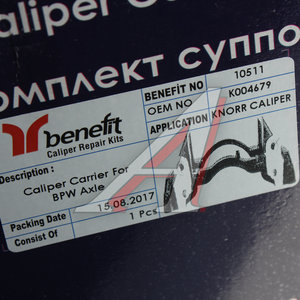 Caliper Ca
омплект суппо
benefit
Caliper Repair Kits
BENEFiT NO 10511
OEM NO K004679
APPLICATION KNORR CALIPER
Description :
Caliper Carrier For
BPW Axle
Packing Date 15.08.2017
Consist Of 1 Pcs